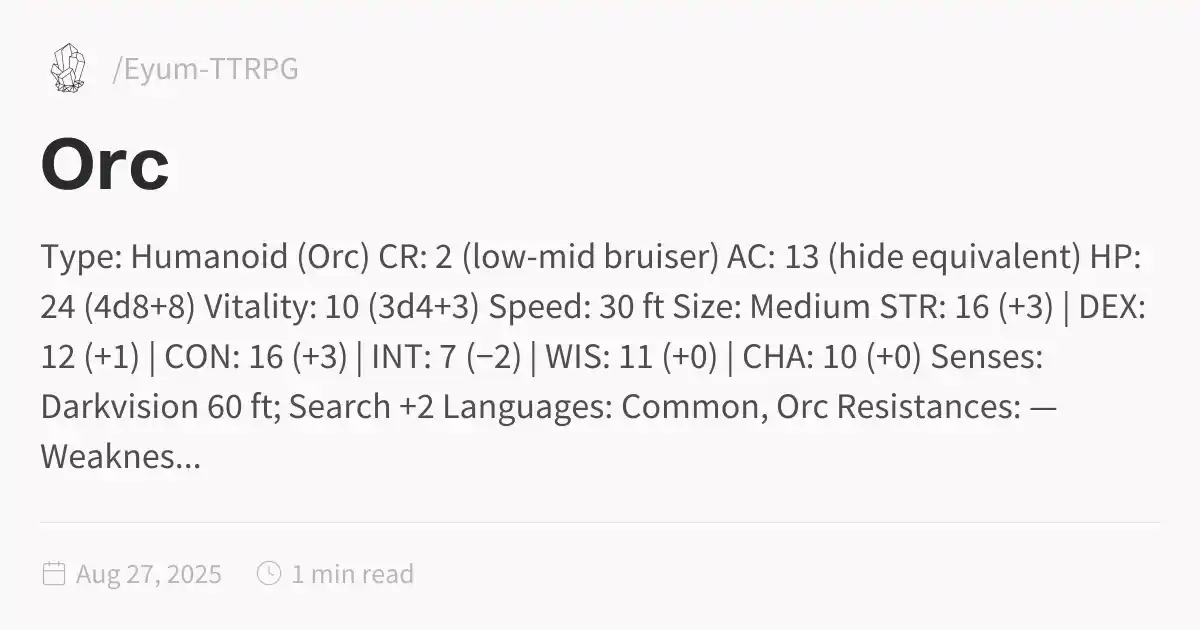 /Eyum-TTRPG
Orc
Type: Humanoid (Orc) CR: 2 (low-mid bruiser) AC: 13 (hide equivalent) HP:
24 (4d8+8) Vitality: 10 (3d4+3) Speed: 30 ft Size: Medium STR: 16 (+3) | DEX:
12 (+1) | CON: 16 (+3) | INT: 7 (−2) | WIS: 11 (+0) | CHA: 10 (+0) Senses:
Darkvision 60 ft; Search +2 Languages: Common, Orc Resistances: —
Weaknes...
Aug 27, 2025 1 min read